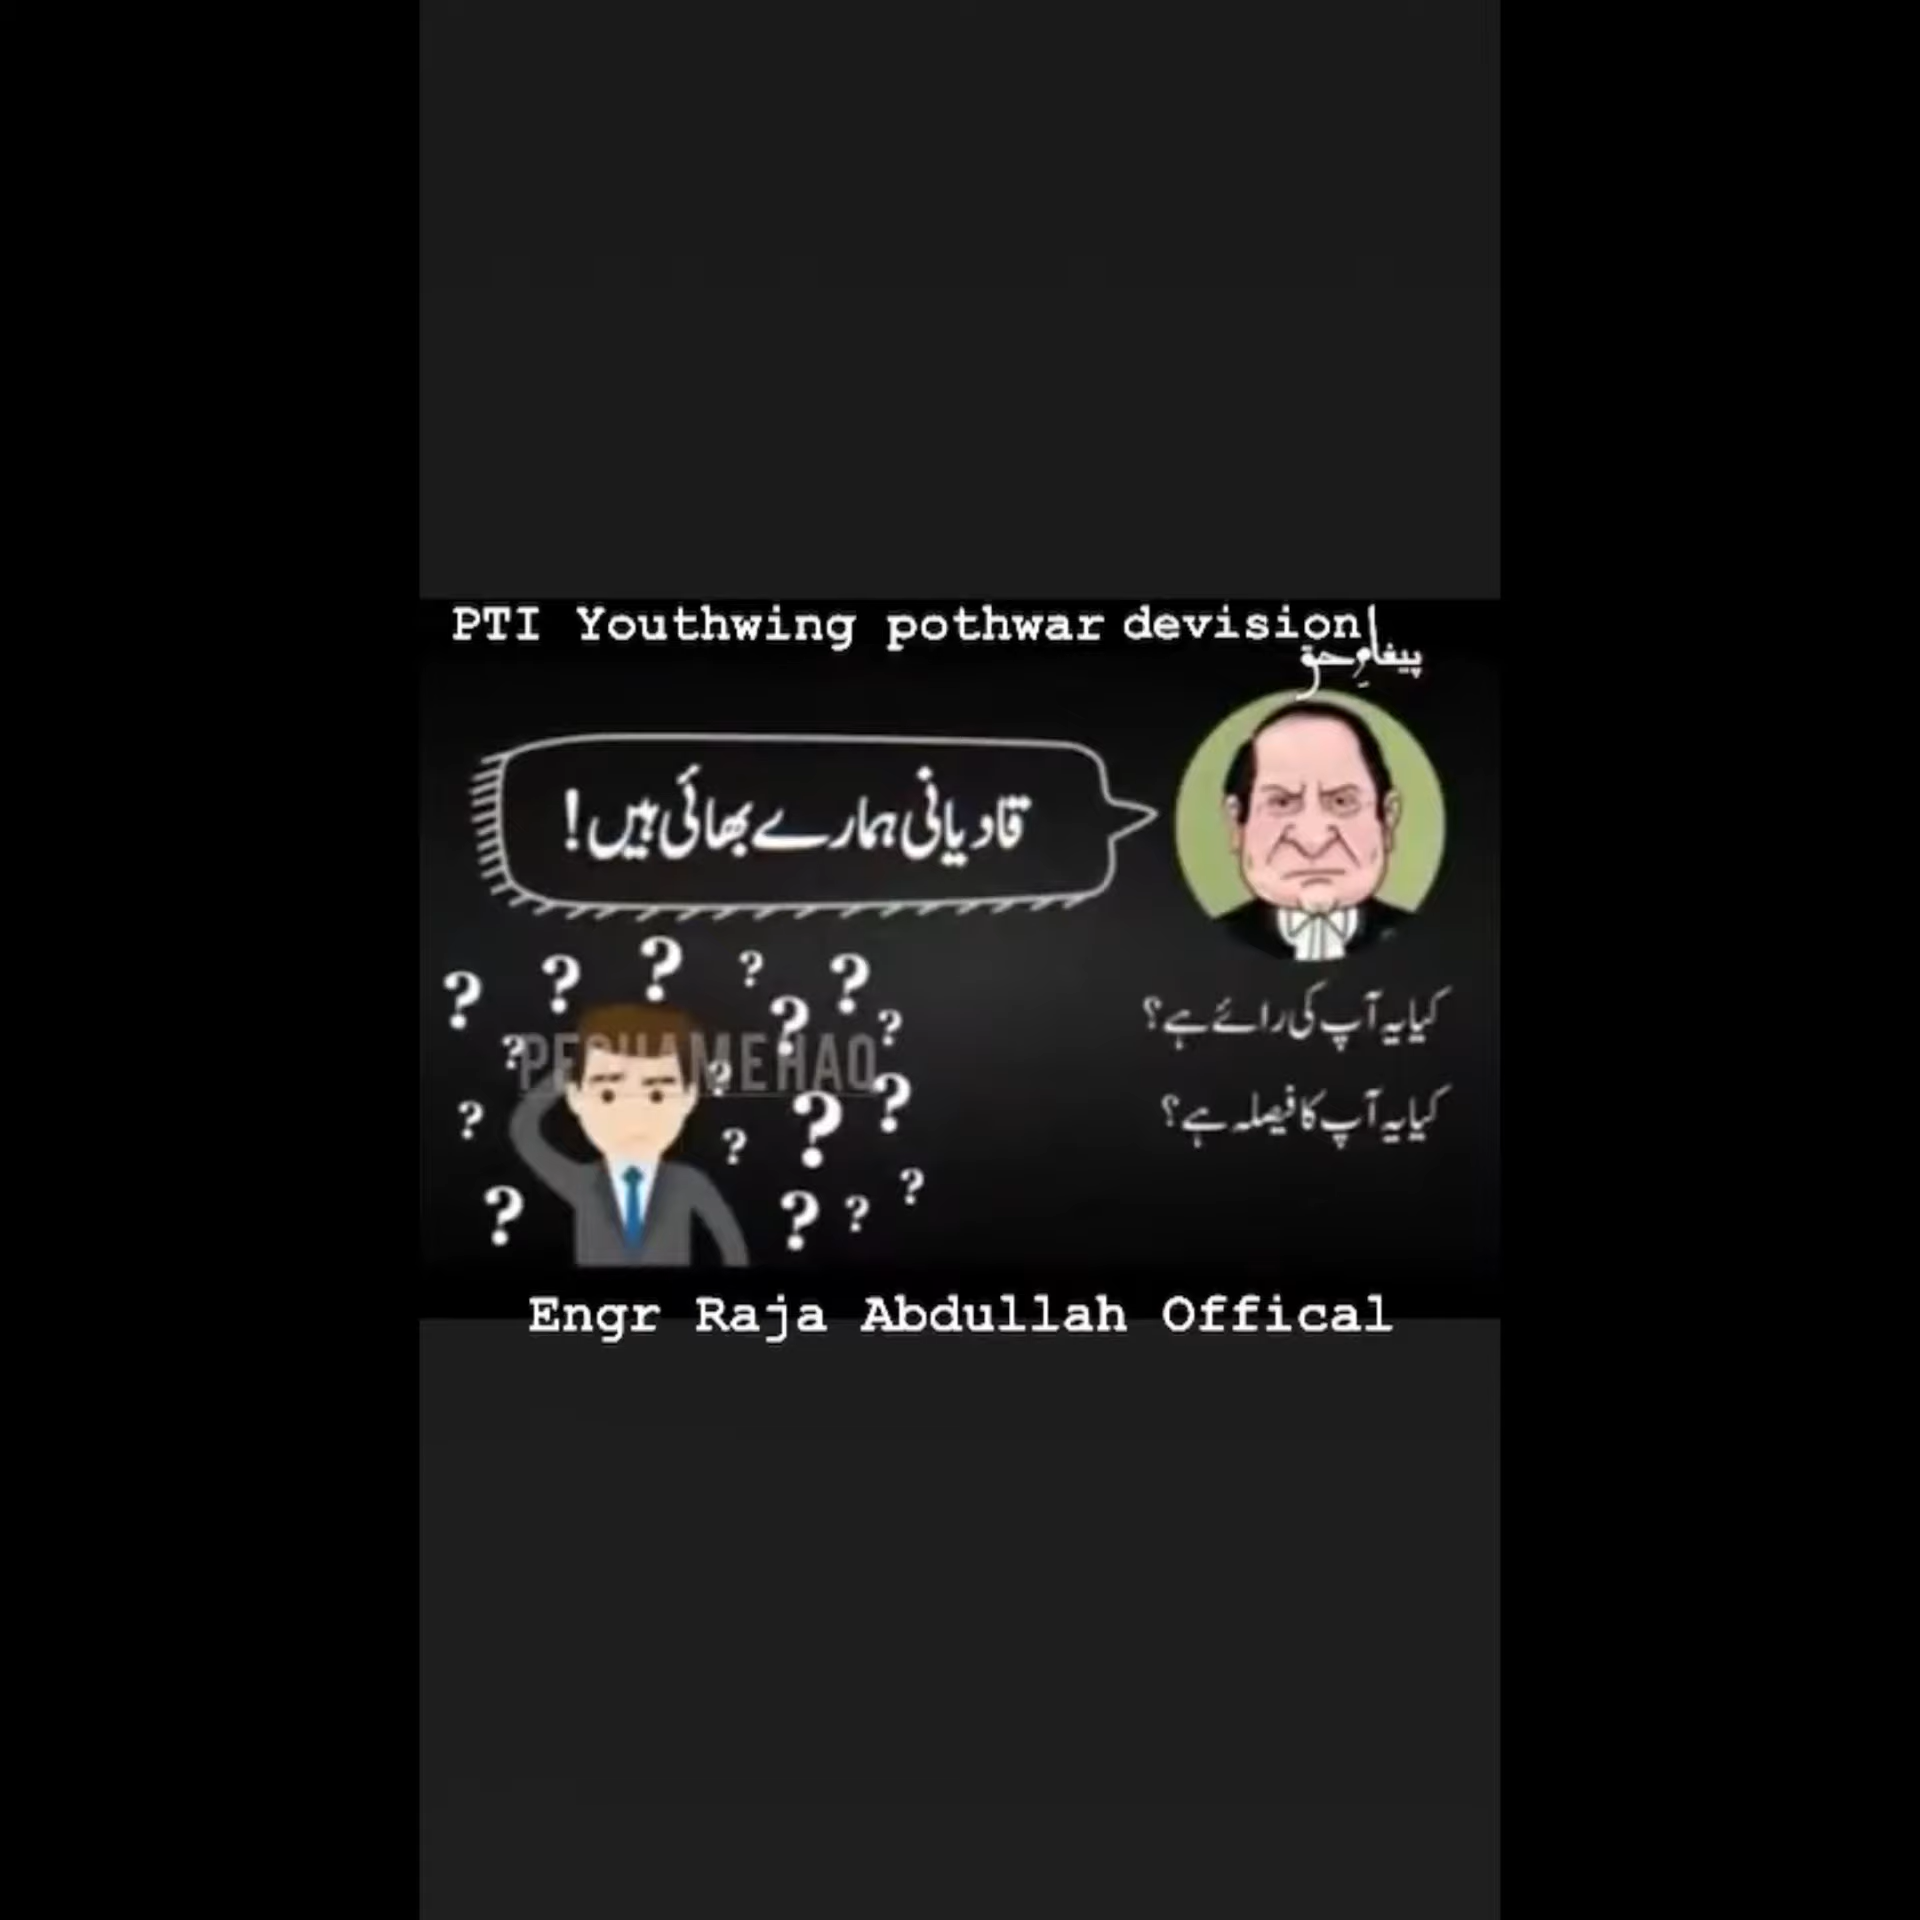 PTI Youthwing pothwar devision
پیغامِ حق
قادیانی ہمارے بھائی ہیں!
? ? ? ? ? ? ? ? ? ? ? ? ? ? ? ? ?
PEGHAMEHAQ
کیا یہ آپ کی رائے ہے؟
کیا یہ آپ کا فیصلہ ہے؟
Engr Raja Abdullah Offical